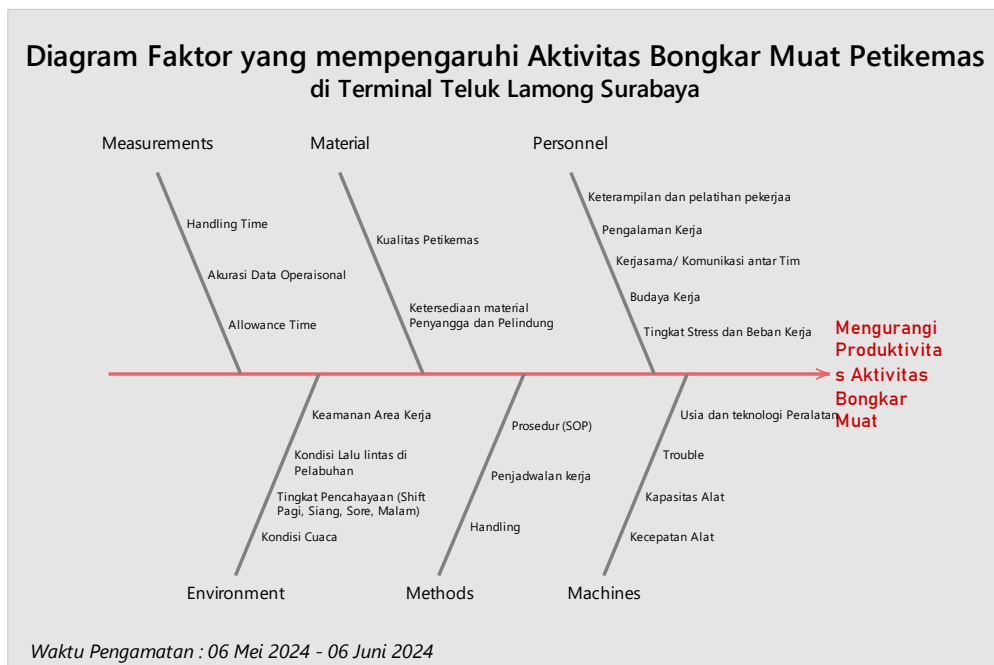 Diagram Faktor yang mempengaruhi Aktivitas Bongkar Muat Petikemas
di Terminal Teluk Lamong Surabaya
Measurements
Material
Personnel
Handling Time
Akurasi Data Operaisonal
Allowance Time
Kualitas Petikemas
Ketersediaan material
Penyangga dan Pelindung
Keterampilan dan pelatihan pekerjaa
Pengalaman Kerja
Kerjasama/ Komunikasi antar Tim
Budaya Kerja
Tingkat Stress dan Beban Kerja
Mengurangi
Produktivita
s Aktivitas
Bongkar
Muat
Keamanan Area Kerja
Kondisi Lalu lintas di
Pelabuhan
Tingkat Pencahayaan (Shift
Pagi, Siang, Sore, Malam)
Kondisi Cuaca
Prosedur (SOP)
Penjadwalan kerja
Handling
Usia dan teknologi Peralatan
Trouble
Kapasitas Alat
Kecepatan Alat
Environment
Methods
Machines
Waktu Pengamatan : 06 Mei 2024 - 06 Juni 2024